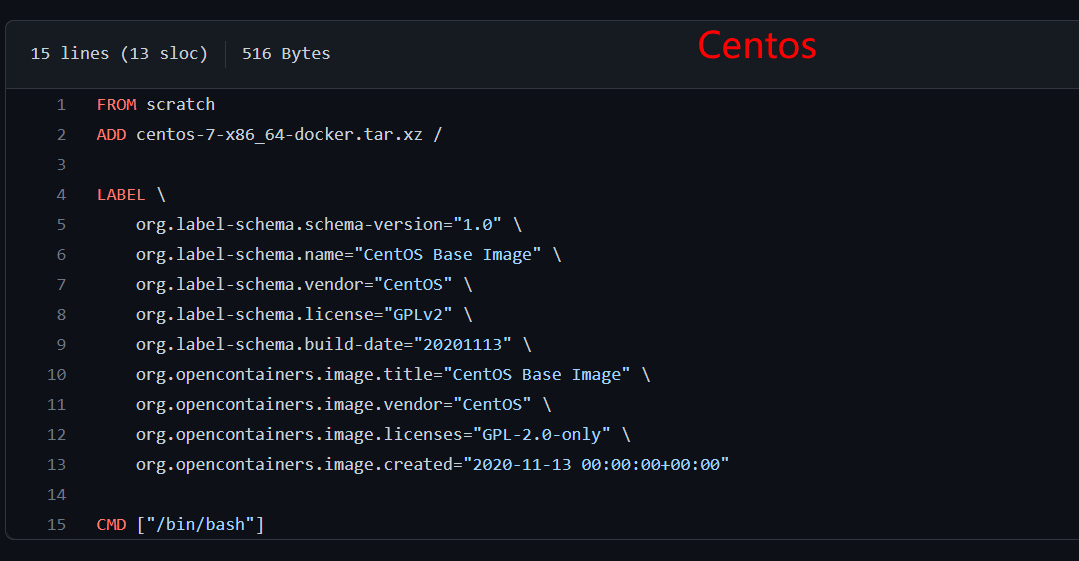 15 lines (13 sloc) 516 Bytes
Centos
1 FROM scratch
2 ADD centos-7-x86_64-docker.tar.xz /
3
4 LABEL \
5     org.label-schema.schema-version="1.0" \
6     org.label-schema.name="CentOS Base Image" \
7     org.label-schema.vendor="CentOS" \
8     org.label-schema.license="GPLv2" \
9     org.label-schema.build-date="20201113" \
10     org.opencontainers.image.title="CentOS Base Image" \
11     org.opencontainers.image.vendor="CentOS" \
12     org.opencontainers.image.licenses="GPL-2.0-only" \
13     org.opencontainers.image.created="2020-11-13 00:00:00+00:00"
14
15 CMD ["/bin/bash"]